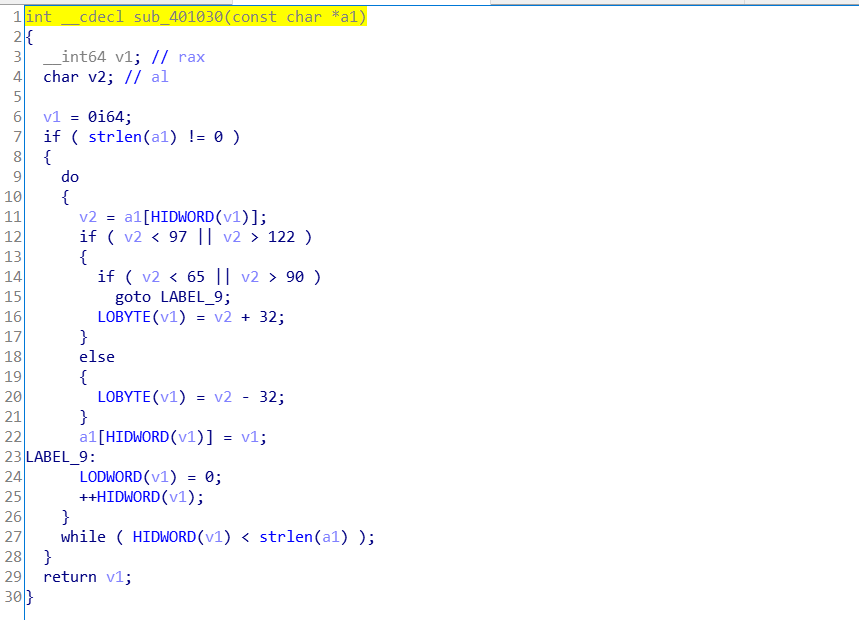 1 int __cdecl sub_401030(const char *a1)
2 {
3   __int64 v1; // rax
4   char v2; // al
5
6   v1 = 0i64;
7   if ( strlen(a1) != 0 )
8   {
9     do
10     {
11       v2 = a1[HIDWORD(v1)];
12       if ( v2 < 97 || v2 > 122 )
13       {
14         if ( v2 < 65 || v2 > 90 )
15           goto LABEL_9;
16         LOBYTE(v1) = v2 + 32;
17       }
18       else
19       {
20         LOBYTE(v1) = v2 - 32;
21       }
22       a1[HIDWORD(v1)] = v1;
23 LABEL_9:
24       LODWORD(v1) = 0;
25       ++HIDWORD(v1);
26     }
27     while ( HIDWORD(v1) < strlen(a1) );
28   }
29   return v1;
30 }